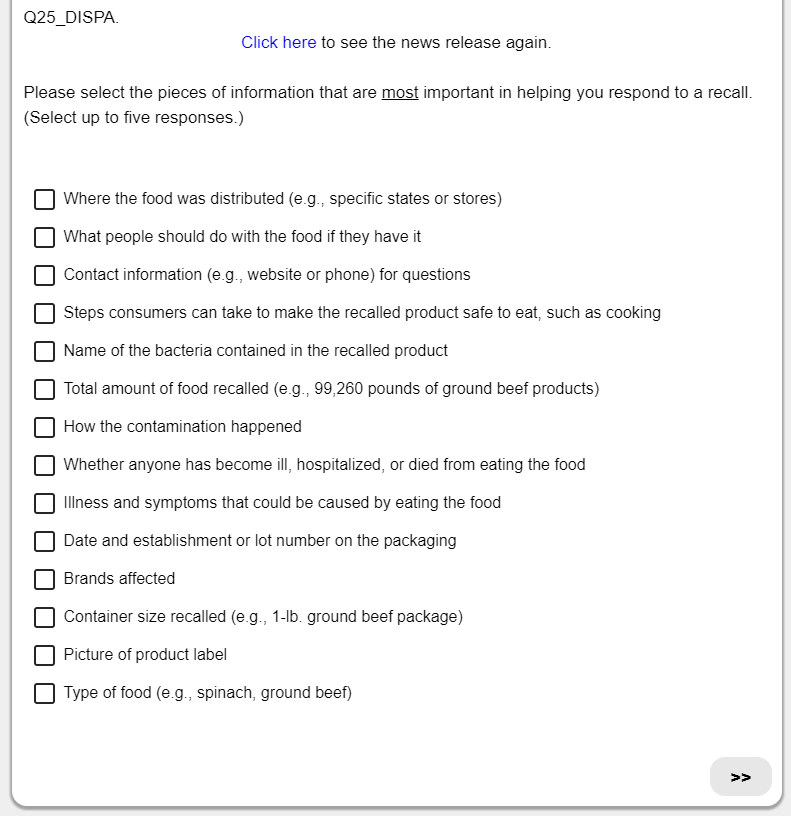 Q25_DISPA.
Click here to see the news release again.
Please select the pieces of information that are most important in helping you respond to a recall.
(Select up to five responses.)
Where the food was distributed (e.g., specific states or stores)
What people should do with the food if they have it
Contact information (e.g., website or phone) for questions
Steps consumers can take to make the recalled product safe to eat, such as cooking
Name of the bacteria contained in the recalled product
Total amount of food recalled (e.g., 99,260 pounds of ground beef products)
How the contamination happened
Whether anyone has become ill, hospitalized, or died from eating the food
Illness and symptoms that could be caused by eating the food
Date and establishment or lot number on the packaging
Brands affected
Container size recalled (e.g., 1-lb. ground beef package)
Picture of product label
Type of food (e.g., spinach, ground beef)
>>